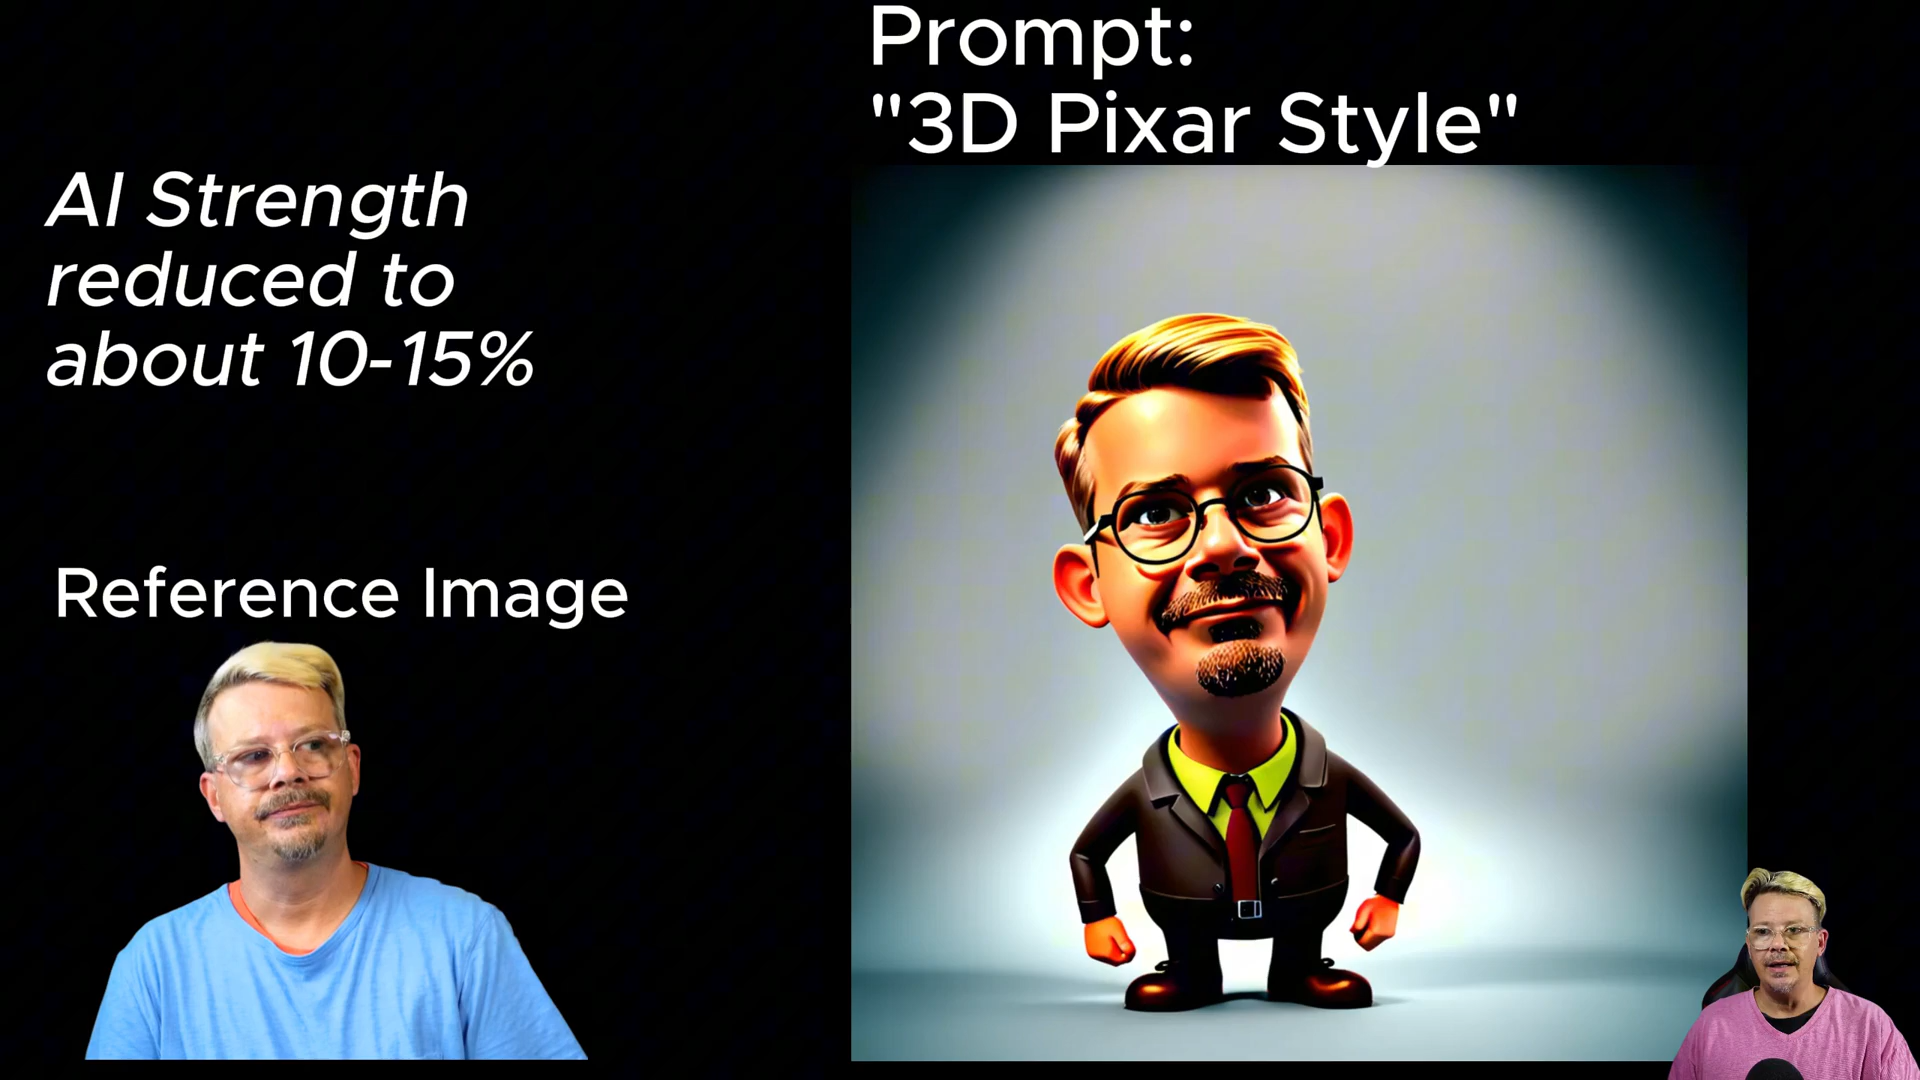 Prompt:
"3D Pixar Style"
AI Strength
reduced to
about 10-15%
Reference Image